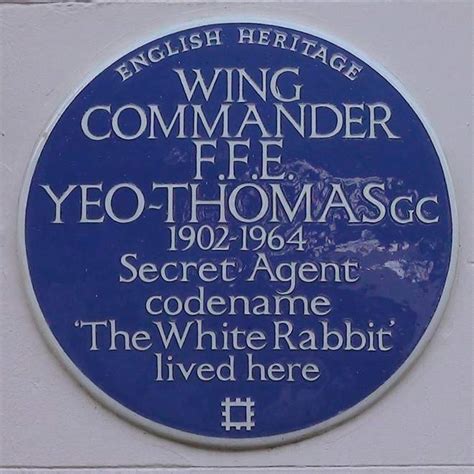 ENGLISH HERITAGE
WING
COMMANDER
F.F.E.
YEO-THOMAS GC
1902-1964
Secret Agent
codename
'The White Rabbit'
lived here